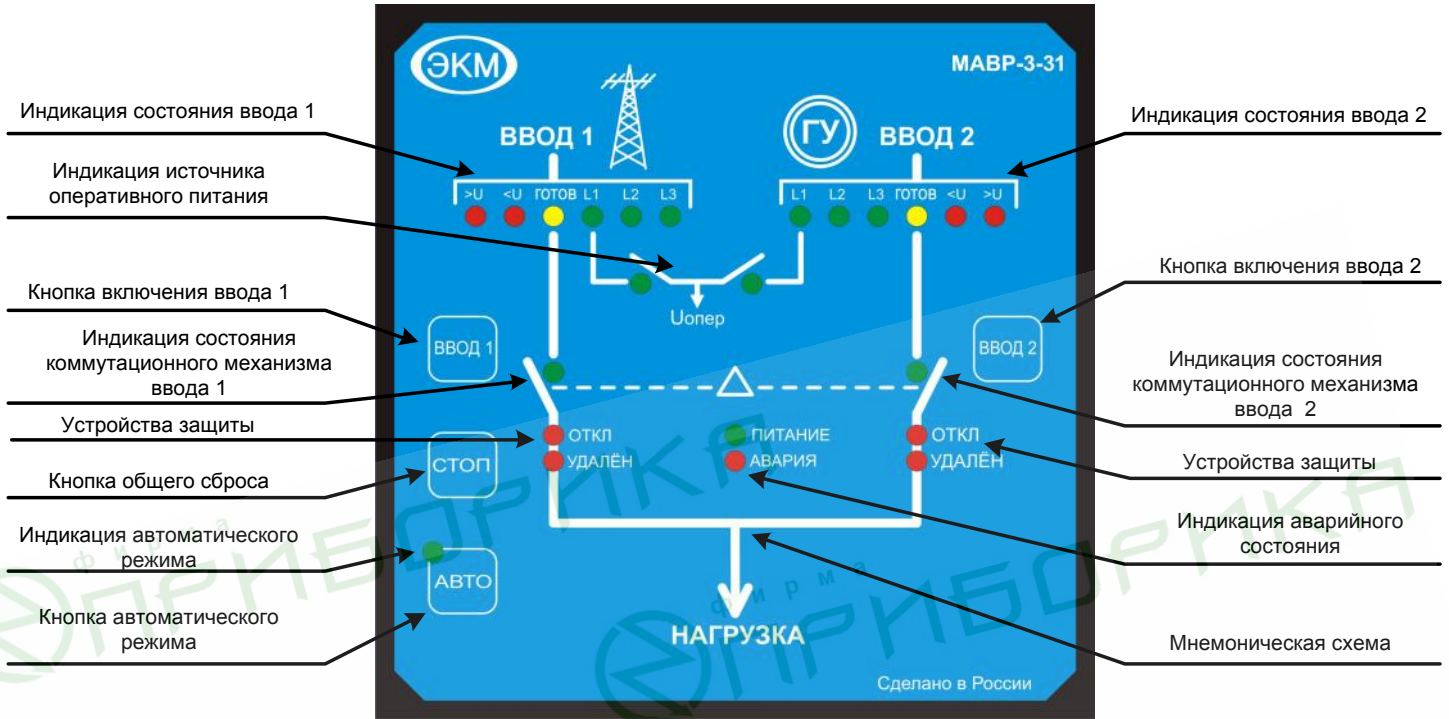 Индикация состояния ввода 1
Индикация источника
оперативного питания
Кнопка включения ввода 1
Индикация состояния
коммутационного механизма
ввода 1
Устройства защиты
Кнопка общего сброса
Индикация автоматического
режима
Кнопка автоматического
режима
ЭКМ
МАВР-3-31
ВВОД 1
ГУ
ВВОД 2
>U <U ГОТОВ L1 L2 L3
L1 L2 L3 ГОТОВ <U >U
Uопер
ВВОД 1
ВВОД 2
ОТКЛ
УДАЛЁН
ПИТАНИЕ
АВАРИЯ
ОТКЛ
УДАЛЁН
СТОП
АВТО
НАГРУЗКА
Сделано в России
Индикация состояния ввода 2
Кнопка включения ввода 2
Индикация состояния
коммутационного механизма
ввода 2
Устройства защиты
Индикация аварийного
состояния
Мнемоническая схема
фирма
ПРИБОРИКА
фирма
ПРИБОРИКА